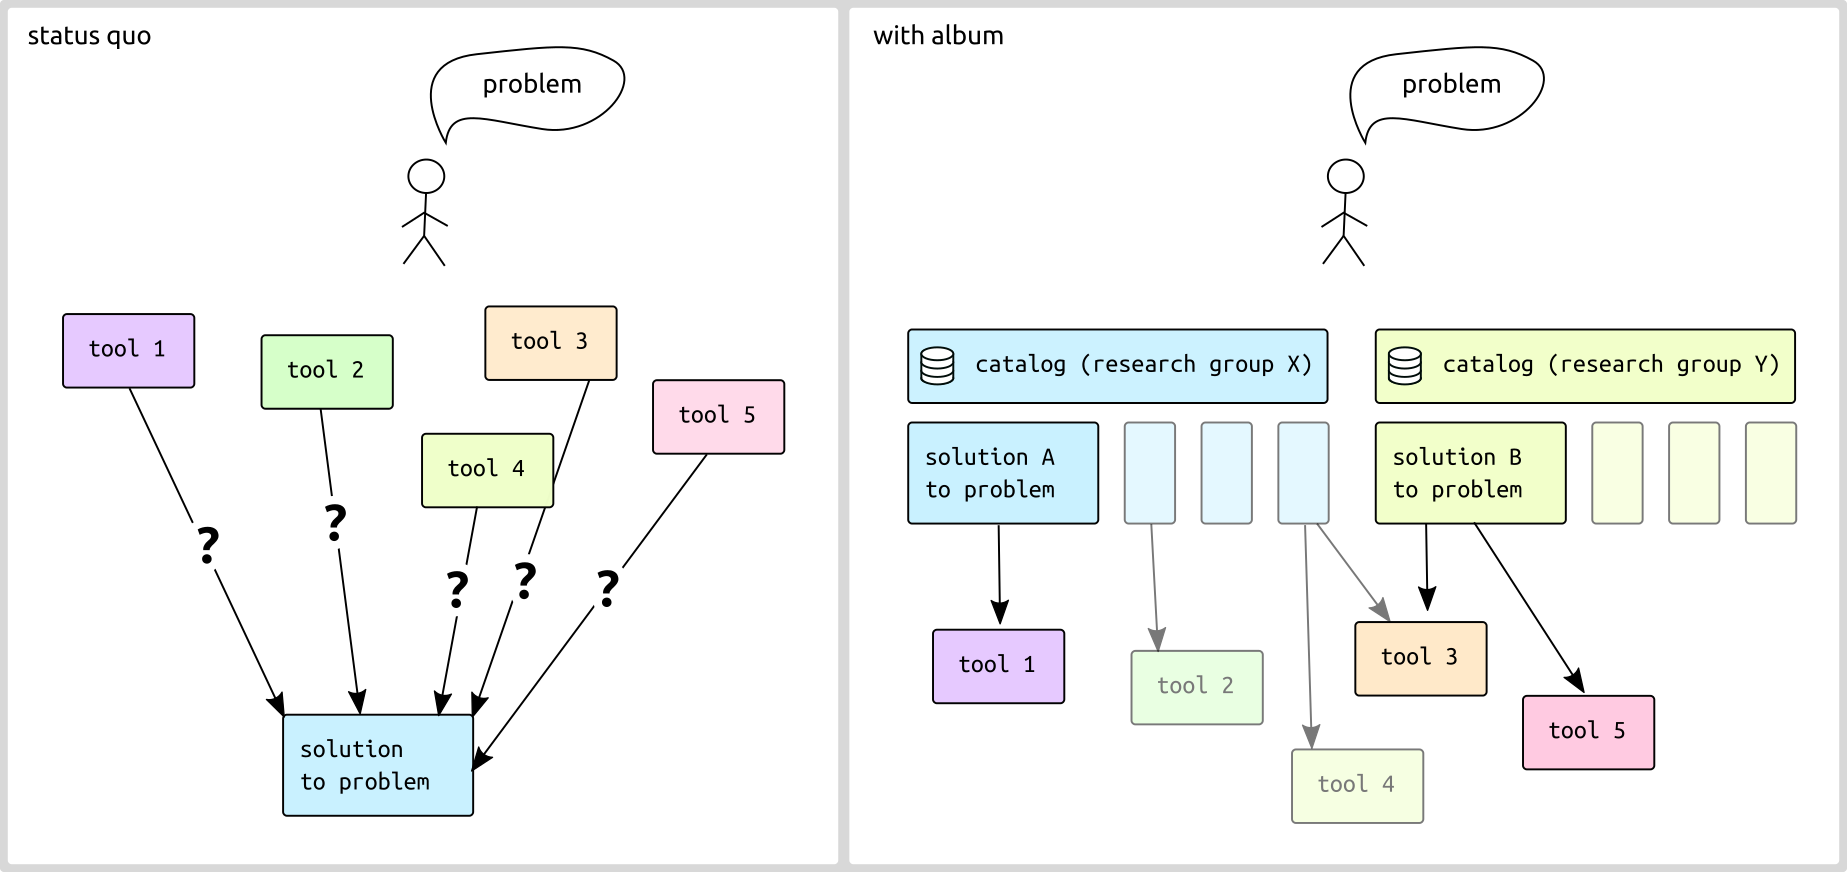 status quo
problem
tool 1
tool 2
tool 3
tool 4
tool 5
?
?
?
?
?
solution
to problem
with album
problem
catalog (research group X)
catalog (research group Y)
solution A
to problem
solution B
to problem
tool 1
tool 2
tool 3
tool 4
tool 5